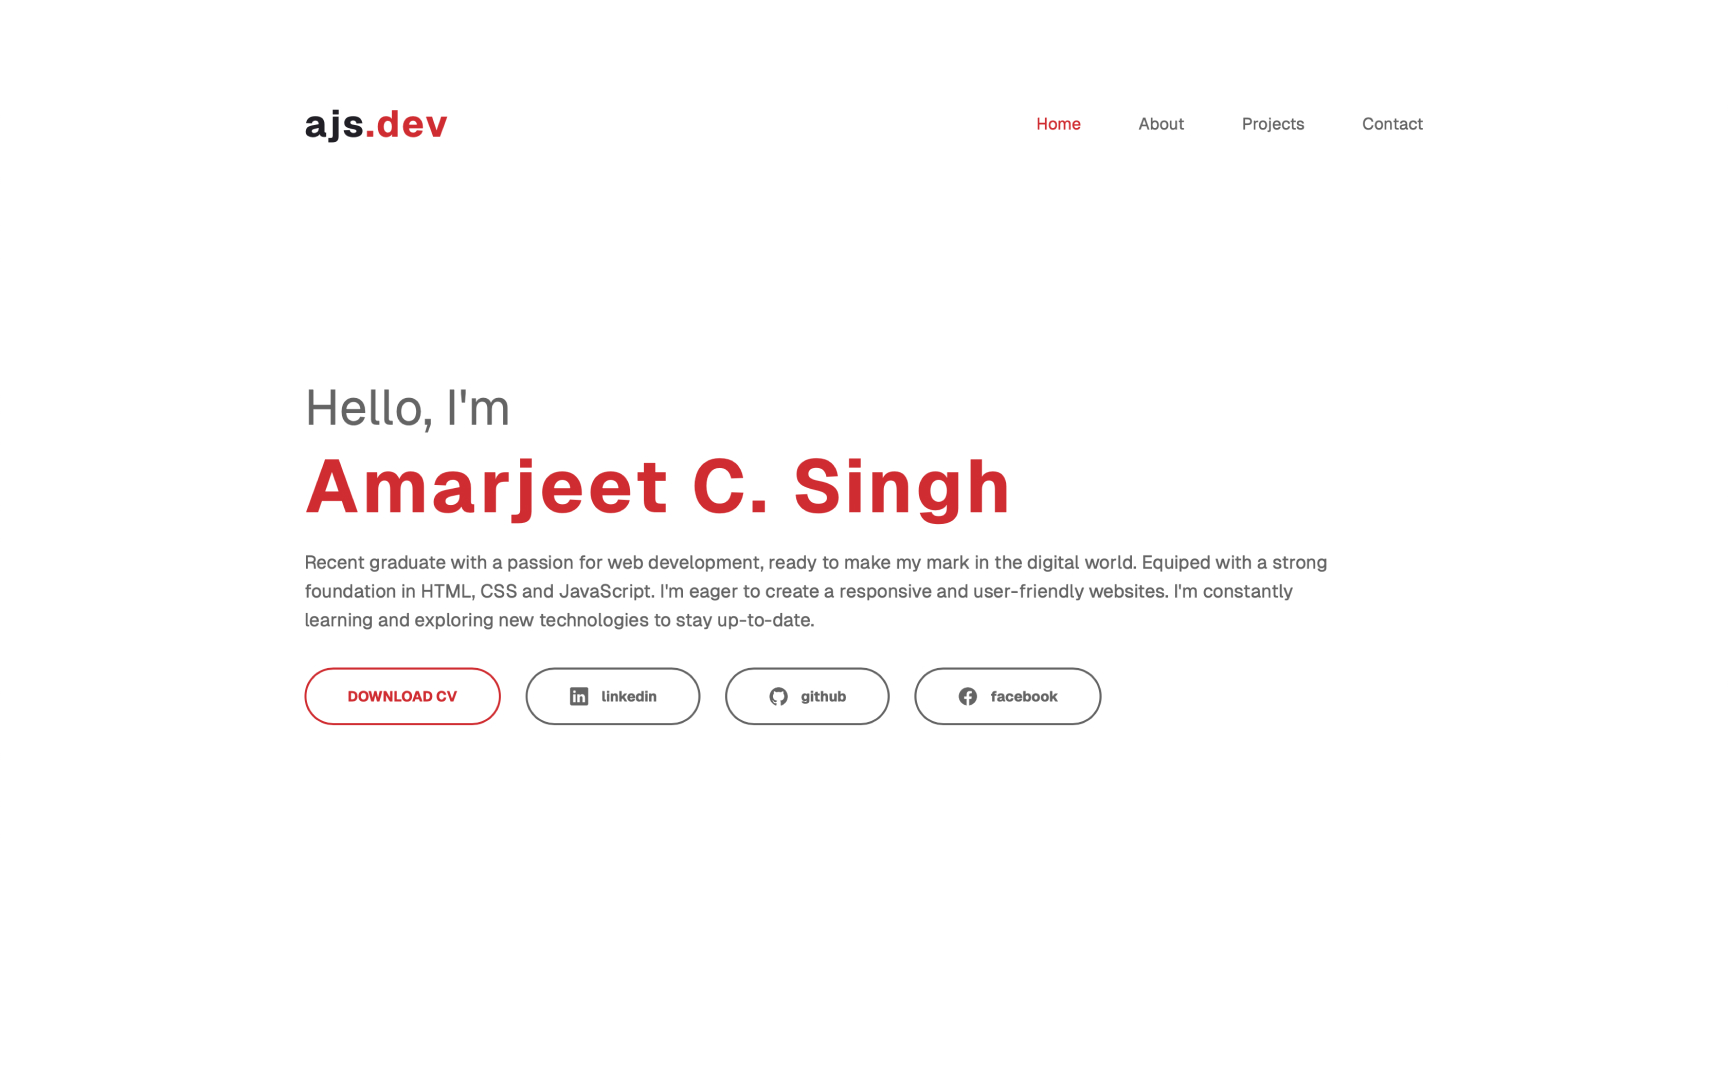 ajs.dev
Home
About
Projects
Contact
Hello, I'm
Amarjeet C. Singh
Recent graduate with a passion for web development, ready to make my mark in the digital world. Equiped with a strong
foundation in HTML, CSS and JavaScript. I'm eager to create a responsive and user-friendly websites. I'm constantly
learning and exploring new technologies to stay up-to-date.
DOWNLOAD CV
linkedin
github
facebook